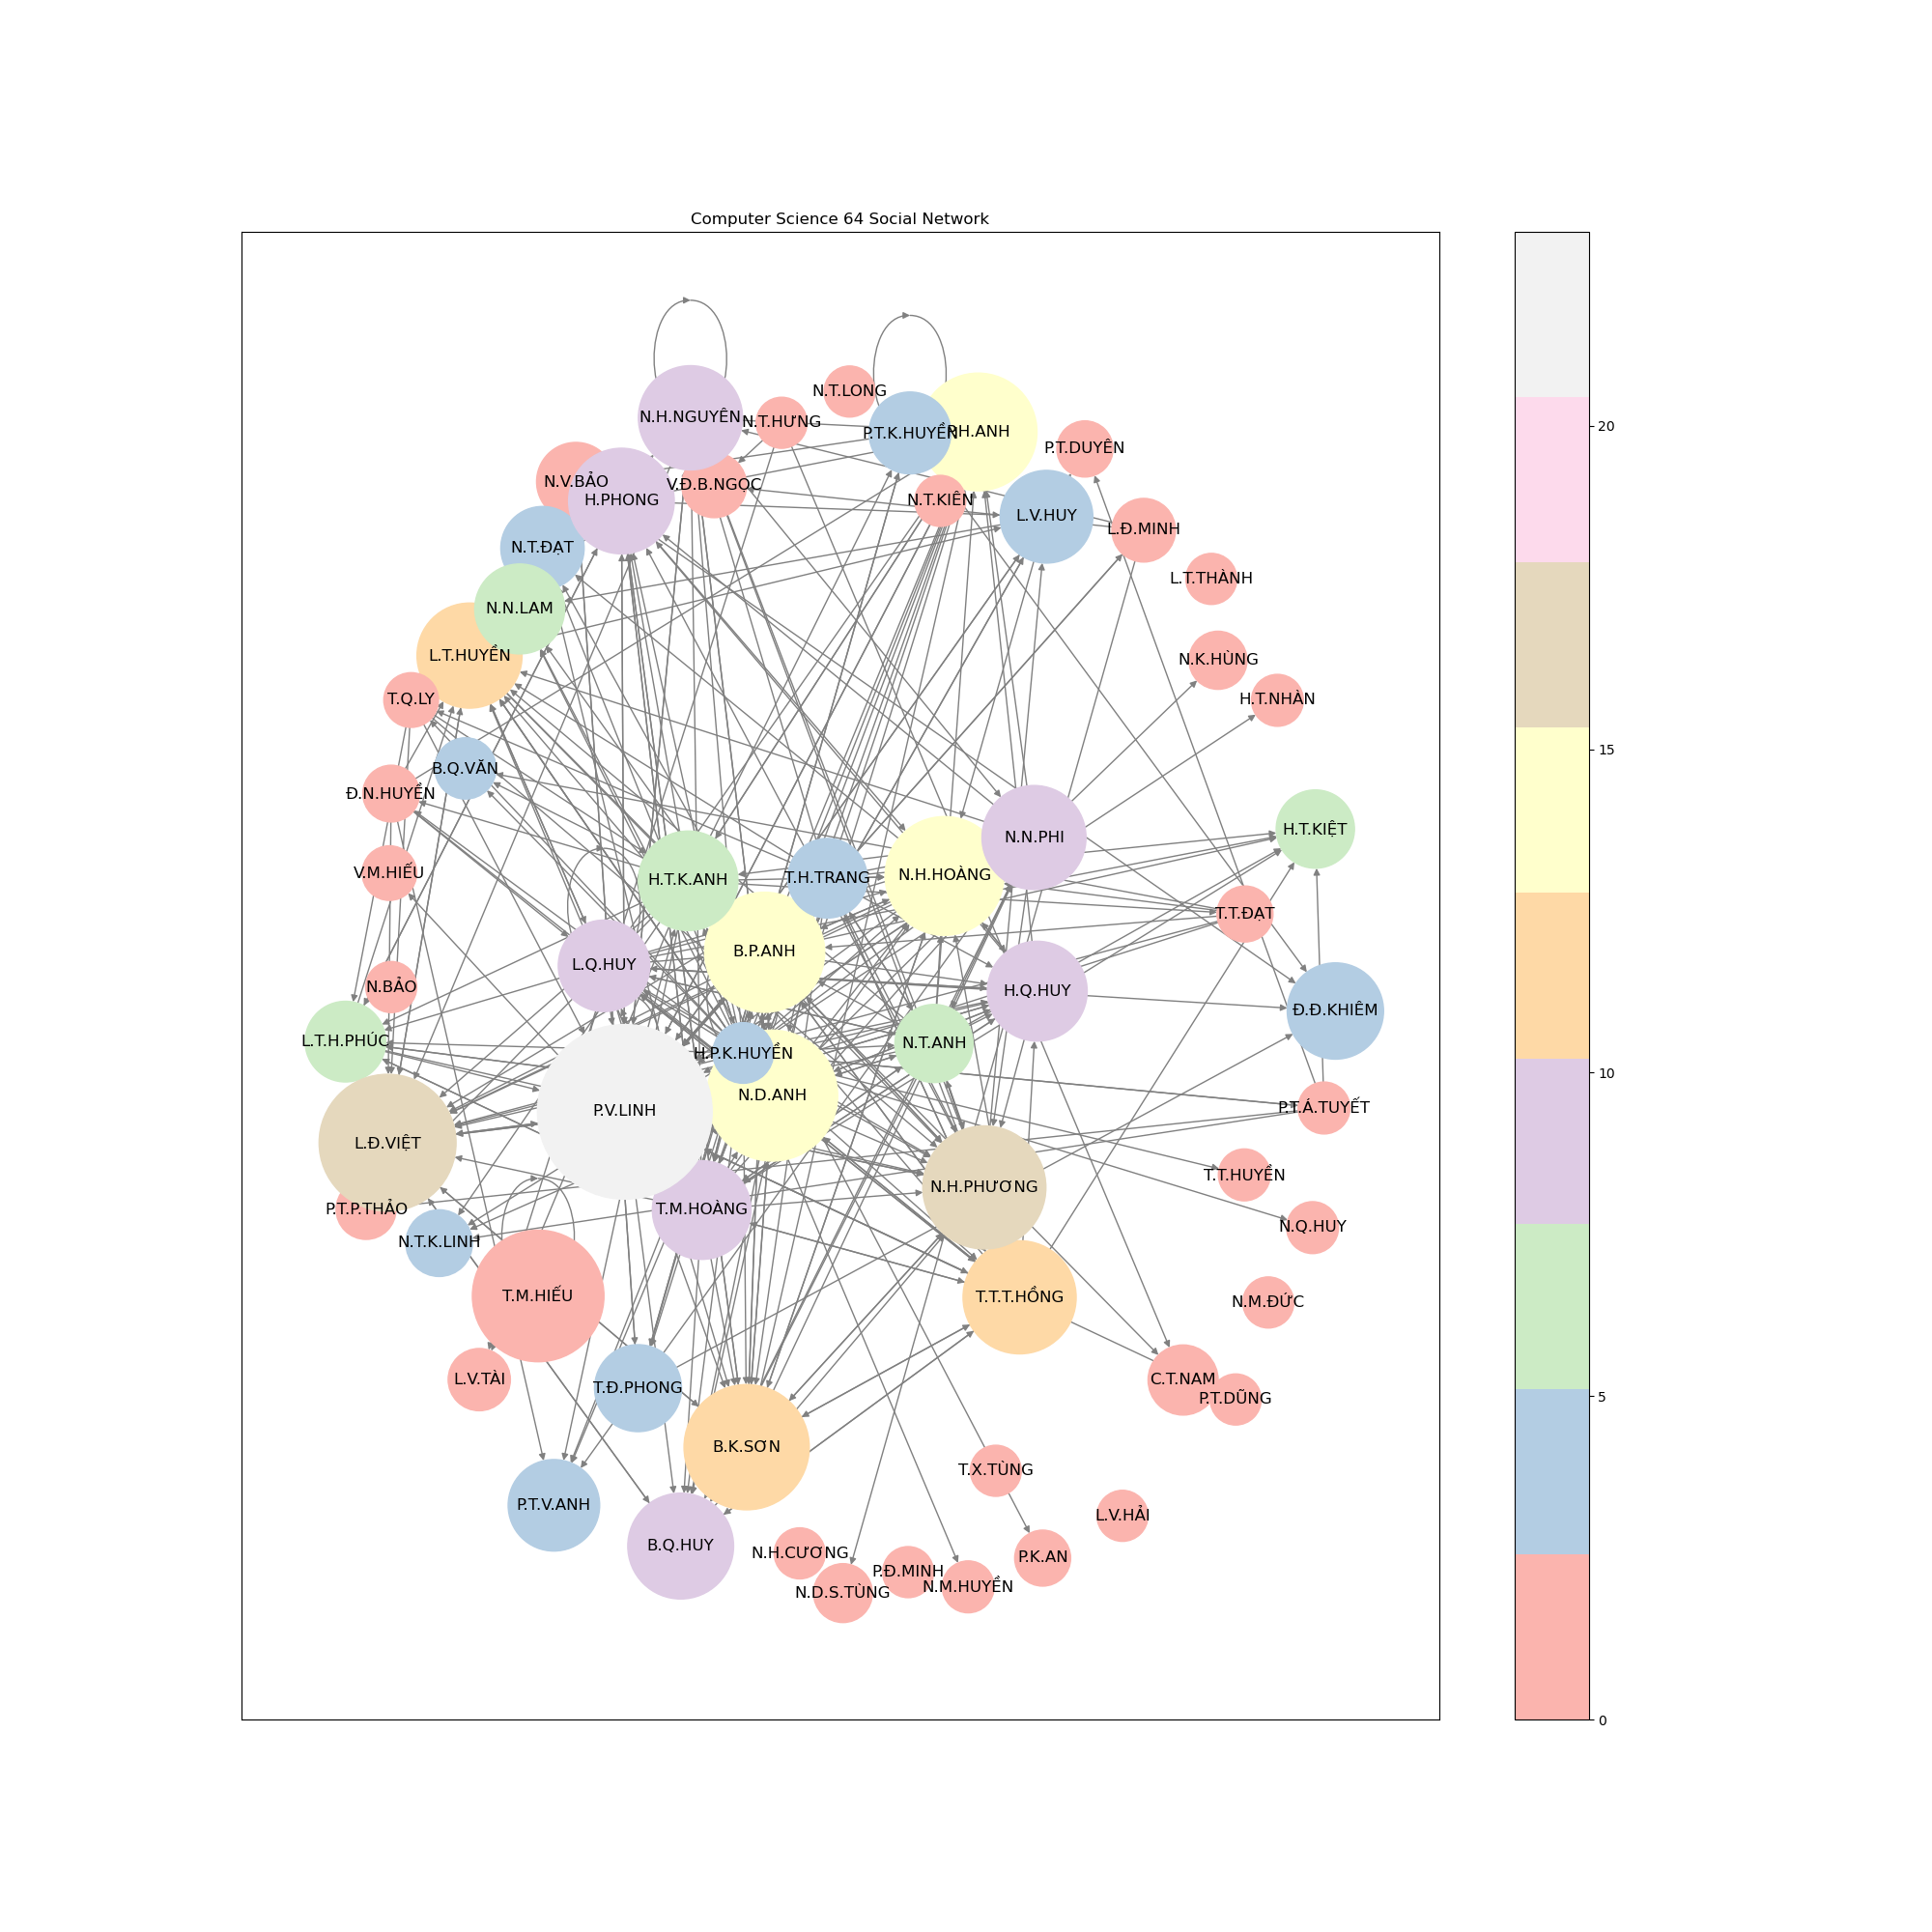 Computer Science 64 Social Network
N.T.LONG
N.H.NGUYÊN
N.T.HƯNG
P.T.K.HUYỀN
P.H.ANH
P.T.DUYÊN
N.V.BẢO
V.Đ.B.NGỌC
H.PHONG
N.T.KIÊN
L.V.HUY
L.Đ.MINH
N.T.ĐẠT
L.T.THÀNH
N.N.LAM
L.T.HUYỀN
N.K.HÙNG
T.Q.LY
H.T.NHÀN
B.Q.VĂN
Đ.N.HUYỀN
H.T.KIỆT
N.N.PHI
V.M.HIẾU
H.T.K.ANH
T.H.TRANG
N.H.HOÀNG
T.T.ĐẠT
B.P.ANH
L.Q.HUY
N.BẢO
H.Q.HUY
Đ.Đ.KHIÊM
L.T.H.PHÚC
N.T.ANH
H.P.K.HUYỀN
N.D.ANH
P.V.LINH
P.T.Á.TUYẾT
L.Đ.VIỆT
T.T.HUYỀN
N.H.PHƯƠNG
P.T.P.THẢO
T.M.HOÀNG
N.Q.HUY
N.T.K.LINH
T.M.HIẾU
T.T.T.HỒNG
N.M.ĐỨC
L.V.TÀI
T.Đ.PHONG
C.T.NAM
P.T.DŨNG
B.K.SƠN
T.X.TÙNG
P.T.V.ANH
L.V.HẢI
B.Q.HUY
N.H.CƯƠNG
P.K.AN
P.Đ.MINH
N.M.HUYỀN
N.D.S.TÙNG
20
15
10
5
0